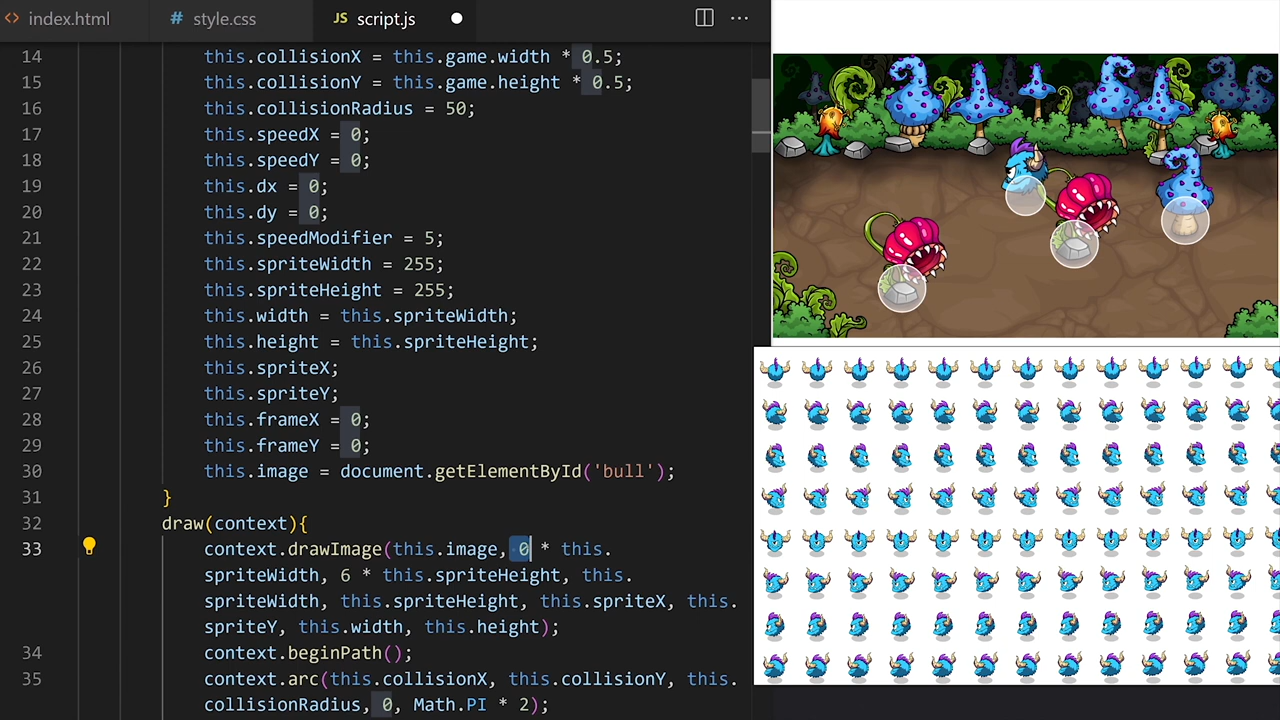 <> index.html
# style.css
JS script.js
14 this.collisionX = this.game.width * 0.5;
15 this.collisionY = this.game.height * 0.5;
16 this.collisionRadius = 50;
17 this.speedX = 0;
18 this.speedY = 0;
19 this.dx = 0;
20 this.dy = 0;
21 this.speedModifier = 5;
22 this.spriteWidth = 255;
23 this.spriteHeight = 255;
24 this.width = this.spriteWidth;
25 this.height = this.spriteHeight;
26 this.spriteX;
27 this.spriteY;
28 this.frameX = 0;
29 this.frameY = 0;
30 this.image = document.getElementById('bull');
31 }
32 draw(context){
33 context.drawImage(this.image, 0 * this.
spriteWidth, 6 * this.spriteHeight, this.
spriteWidth, this.spriteHeight, this.spriteX, this.
spriteY, this.width, this.height);
34 context.beginPath();
35 context.arc(this.collisionX, this.collisionY, this.
collisionRadius, 0, Math.PI * 2);